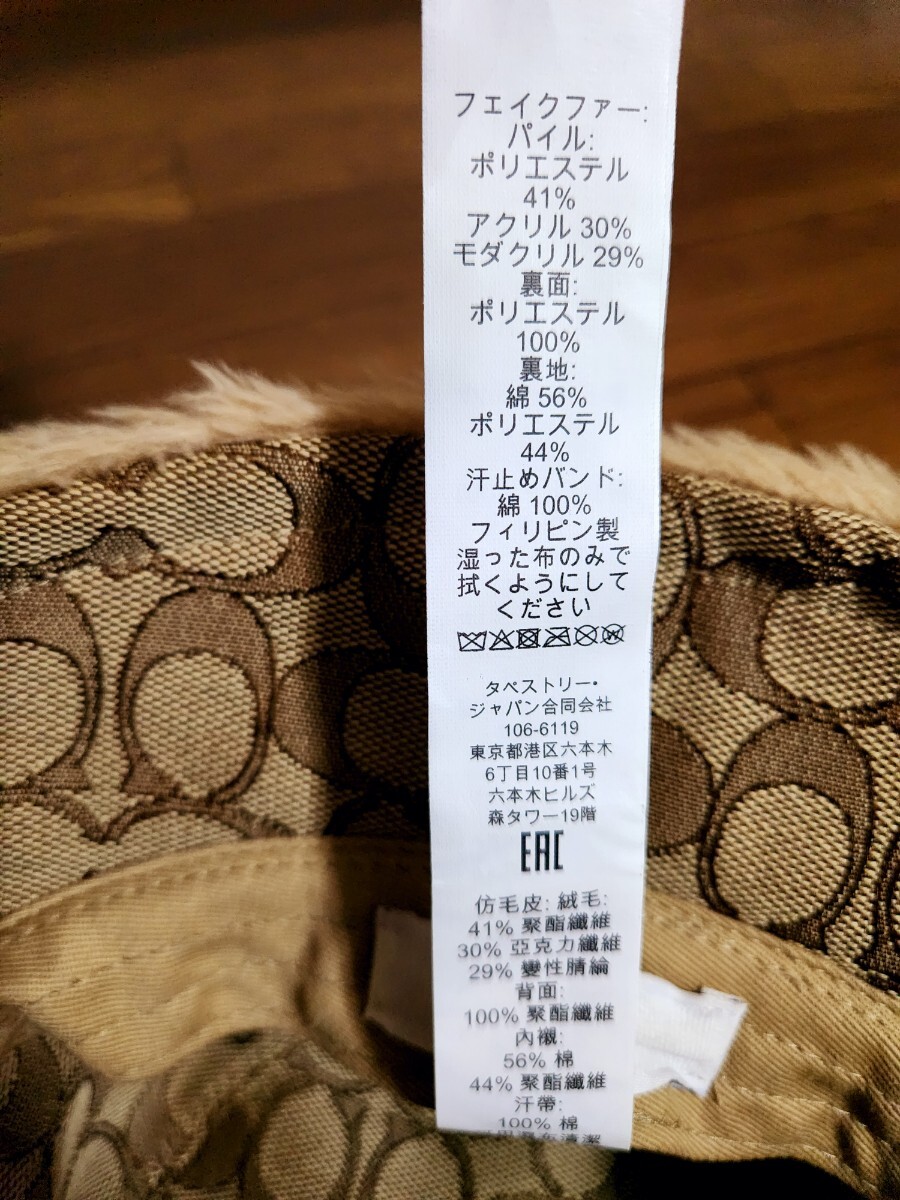 フェイクファー:
パイル:
ポリエステル
41%
アクリル 30%
モダクリル 29%
裏面:
ポリエステル
100%
裏地:
綿 56%
ポリエステル
44%
汗止めバンド:
綿 100%
フィリピン製
湿った布のみで
拭くようにして
ください
タペストリー・
ジャパン合同会社
106-6119
東京都港区六本木
6丁目10番1号
六本木ヒルズ
森タワー19階
EAC
仿毛皮: 絨毛:
41% 聚酯纖維
30% 亞克力纖維
29% 變性腈綸
背面:
100% 聚酯纖維
內襯:
56% 棉
44% 聚酯纖維
汗帶:
100% 棉